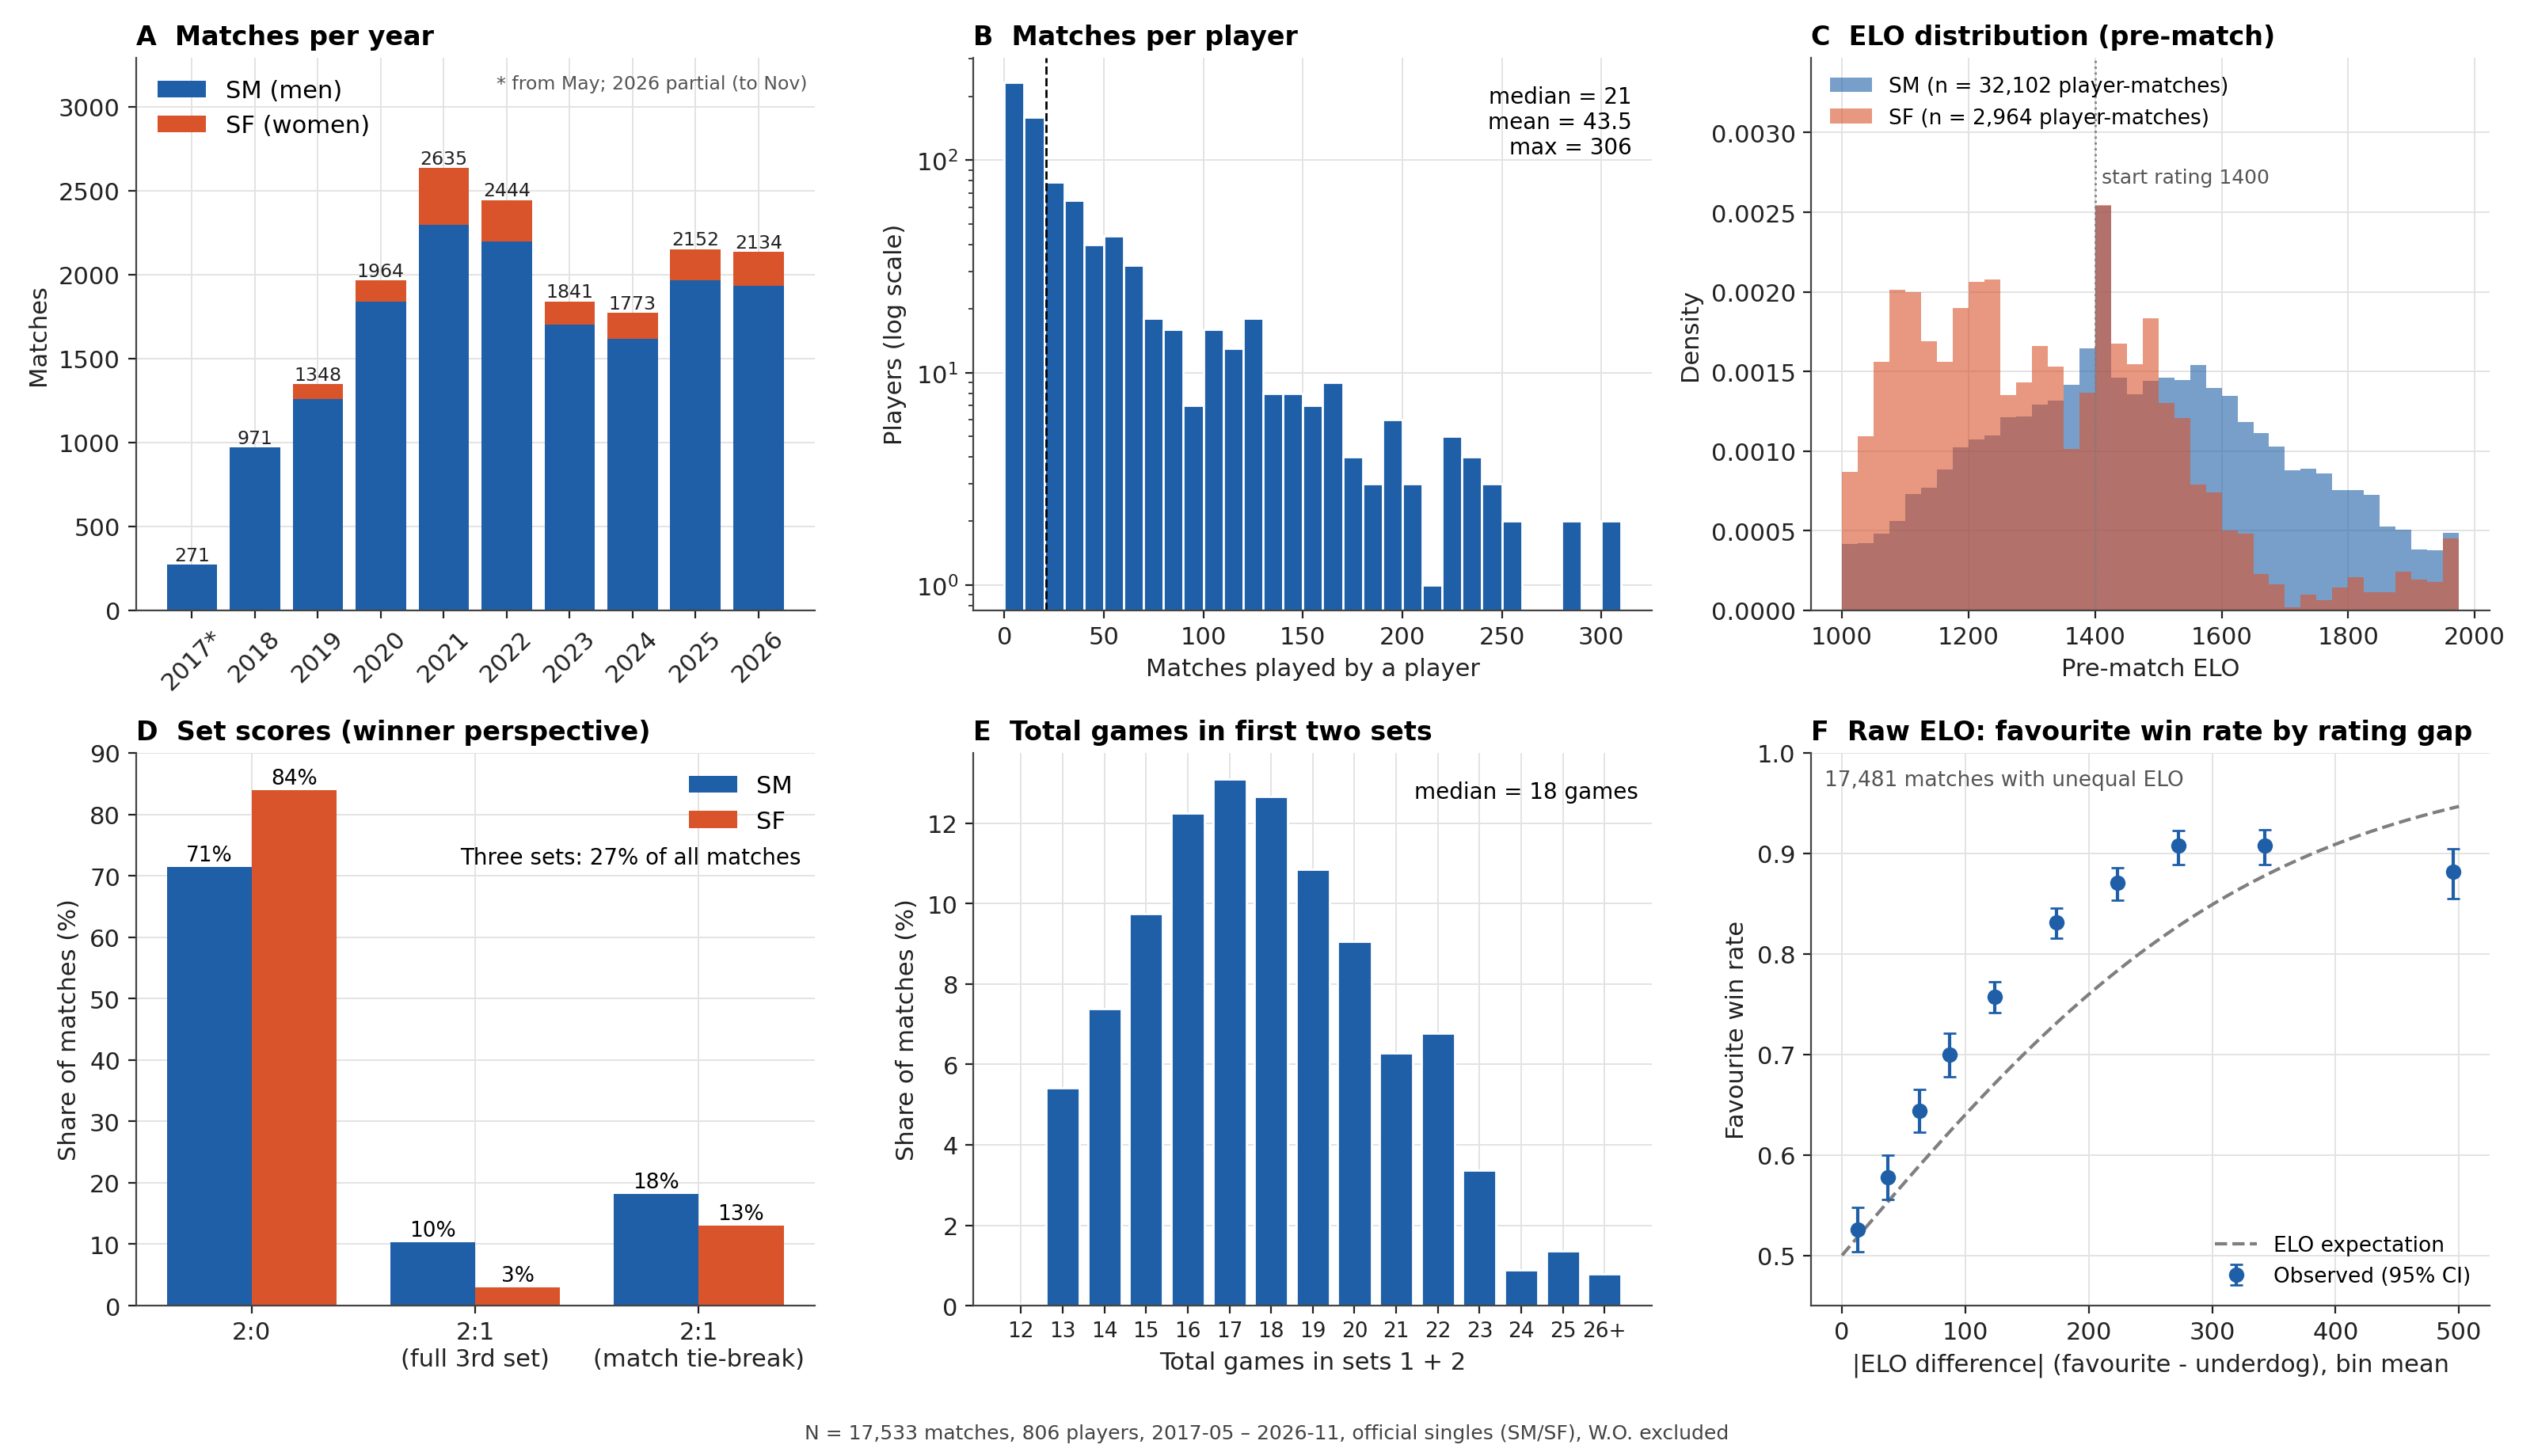 A Matches per year
SM (men)
SF (women)
* from May; 2026 partial (to Nov)
Matches
3000
2500
2000
1500
1000
500
0
271
971
1348
1964
2635
2444
1841
1773
2152
2134
2017*
2018
2019
2020
2021
2022
2023
2024
2025
2026
B Matches per player
median = 21
mean = 43.5
max = 306
Players (log scale)
10²
10¹
10⁰
0
50
100
150
200
250
300
Matches played by a player
C ELO distribution (pre-match)
SM (n = 32,102 player-matches)
SF (n = 2,964 player-matches)
start rating 1400
Density
0.0030
0.0025
0.0020
0.0015
0.0010
0.0005
0.0000
1000
1200
1400
1600
1800
2000
Pre-match ELO
D Set scores (winner perspective)
SM
SF
Three sets: 27% of all matches
Share of matches (%)
90
80
70
60
50
40
30
20
10
0
71%
84%
10%
3%
18%
13%
2:0
2:1
(full 3rd set)
2:1
(match tie-break)
E Total games in first two sets
median = 18 games
Share of matches (%)
12
10
8
6
4
2
0
12
13
14
15
16
17
18
19
20
21
22
23
24
25
26+
Total games in sets 1 + 2
F Raw ELO: favourite win rate by rating gap
17,481 matches with unequal ELO
Favourite win rate
1.0
0.9
0.8
0.7
0.6
0.5
ELO expectation
Observed (95% CI)
0
100
200
300
400
500
|ELO difference| (favourite - underdog), bin mean
N = 17,533 matches, 806 players, 2017-05 – 2026-11, official singles (SM/SF), W.O. excluded